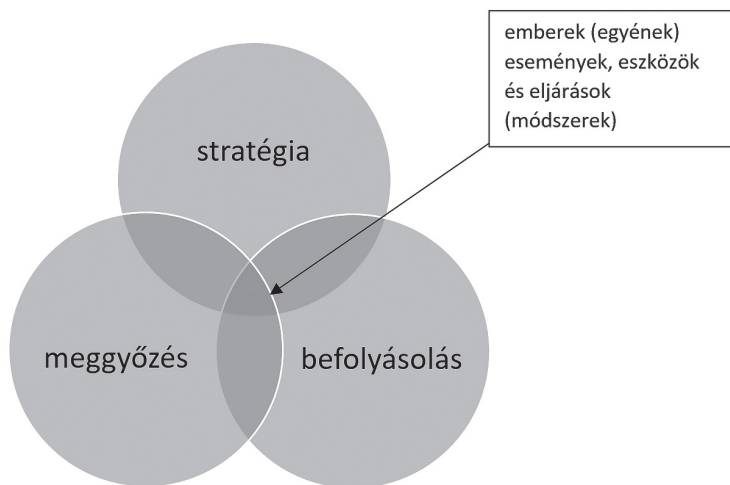 emberek (egyének)
események, eszközök
és eljárások
(módszerek)
stratégia
meggyőzés
befolyásolás